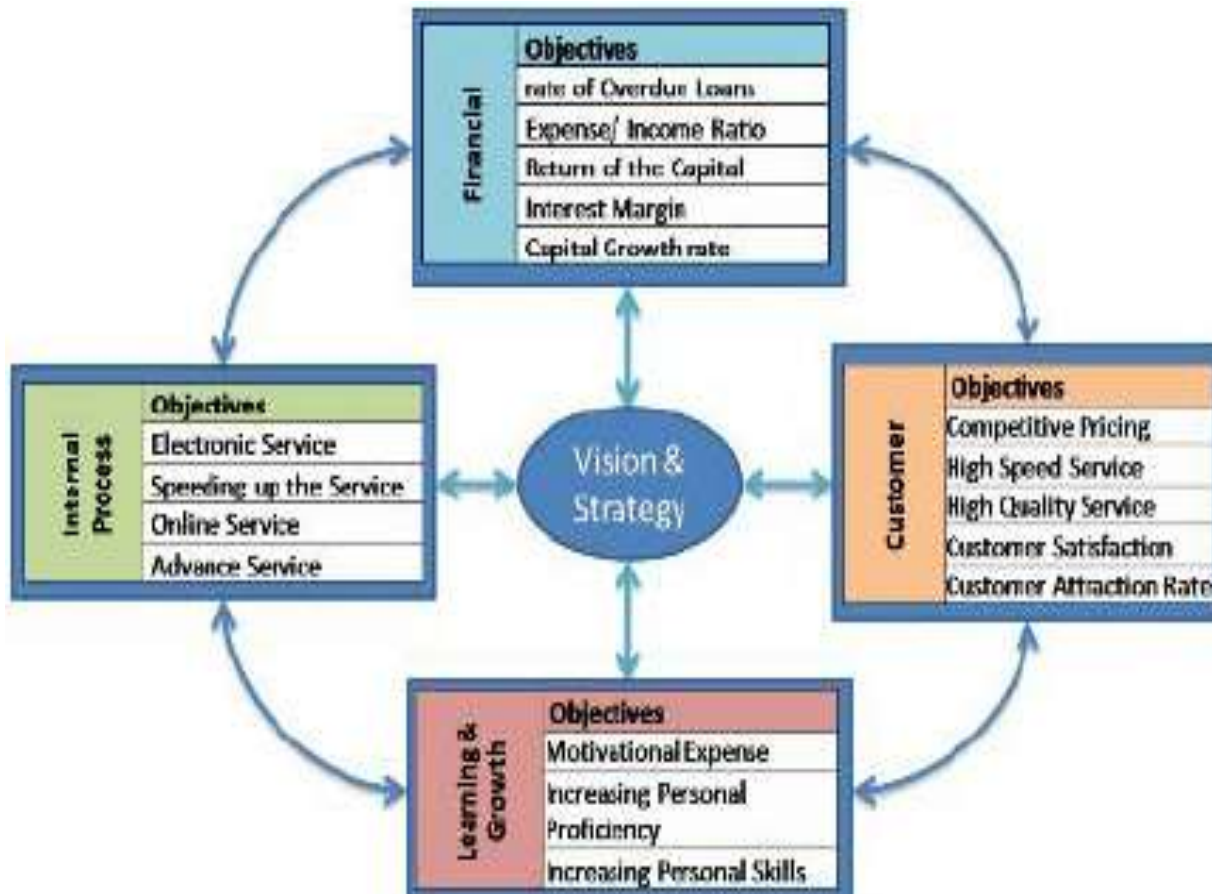 Financial
Objectives
rate of Overdue Loans
Expense/ Income Ratio
Return of the Capital
Interest Margin
Capital Growth rate
Internal
Process
Objectives
Electronic Service
Speeding up the Service
Online Service
Advance Service
Vision &
Strategy
Customer
Objectives
Competitive Pricing
High Speed Service
High Quality Service
Customer Satisfaction
Customer Attraction Rate
Learning &
Growth
Objectives
Motivational Expense
Increasing Personal
Proficiency
Increasing Personal Skills